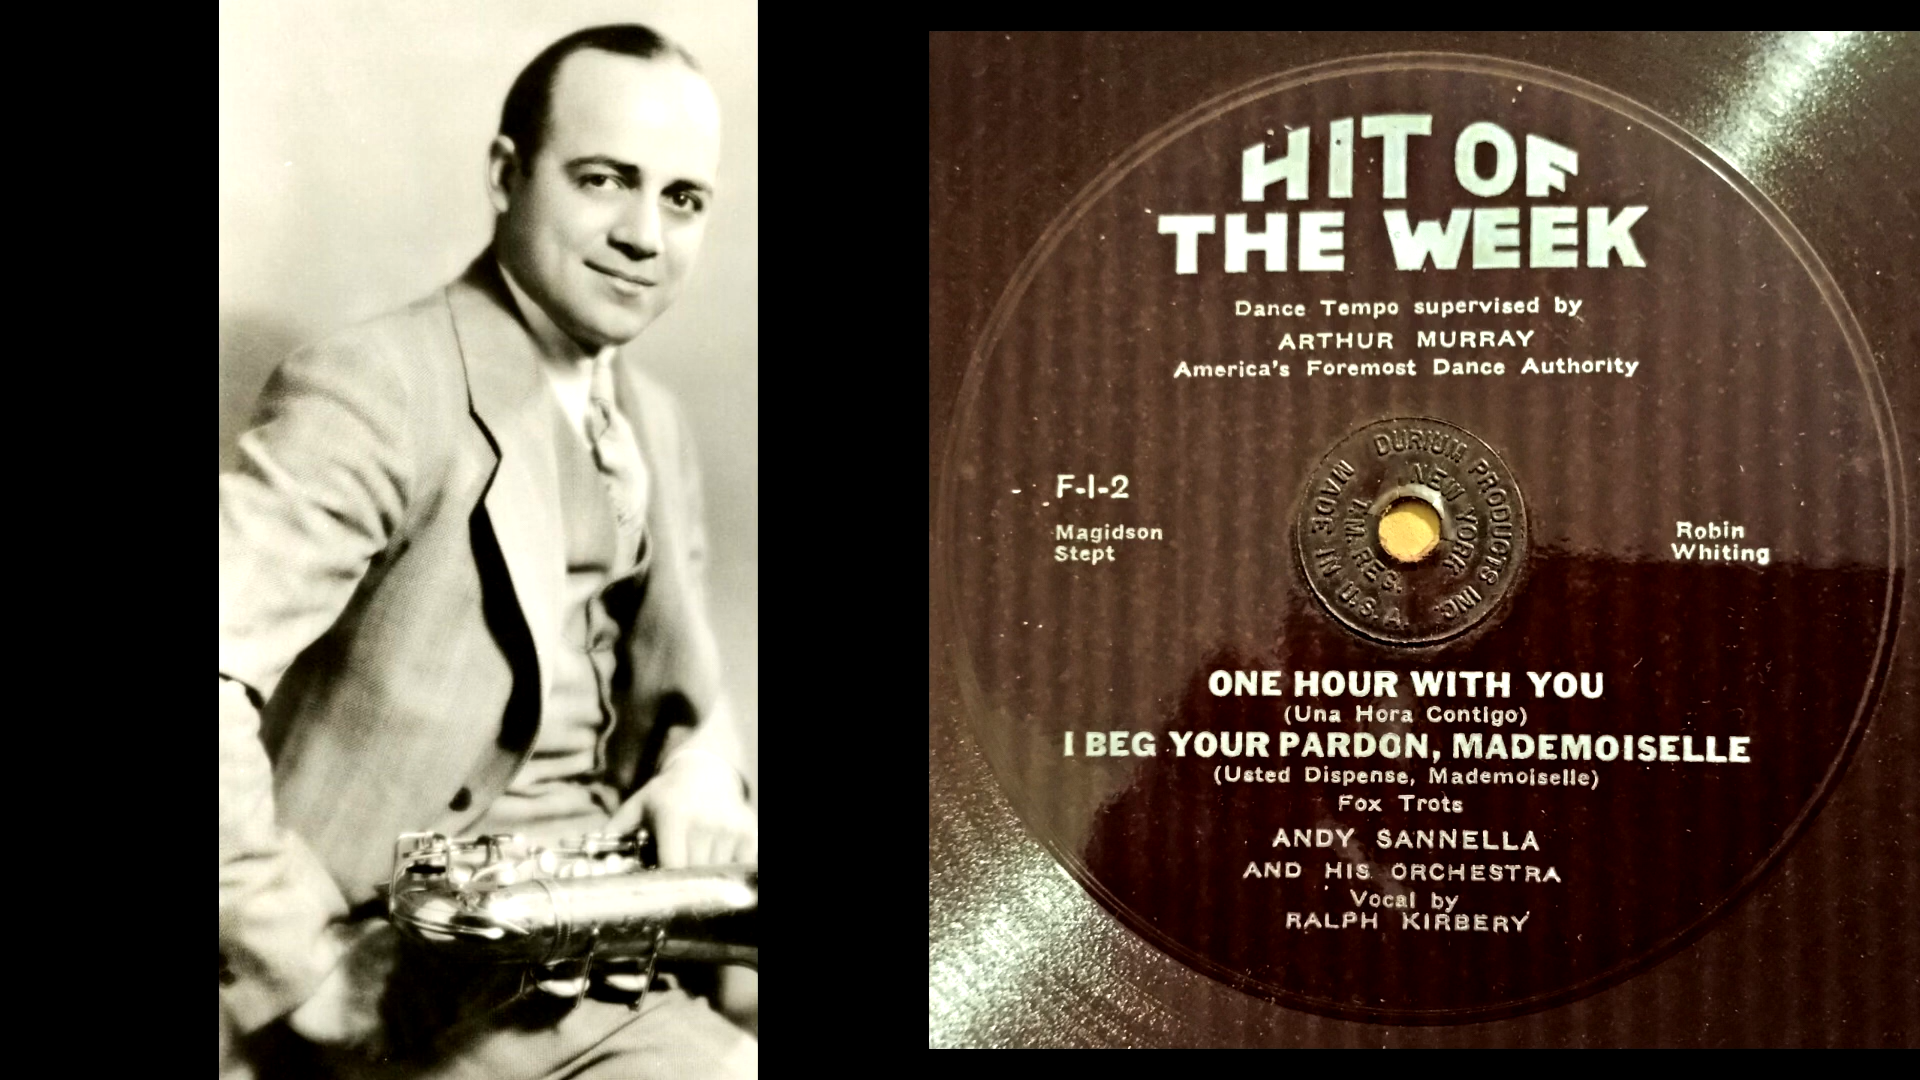 HIT OF
THE WEEK
Dance Tempo supervised by
ARTHUR MURRAY
America's Foremost Dance Authority
F-1-2
Magidson
Stept
Robin
Whiting
DURIUM PRODUCTS INC.
NEW YORK
MADE IN U.S.A.
T.M. REG.
ONE HOUR WITH YOU
(Una Hora Contigo)
I BEG YOUR PARDON, MADEMOISELLE
(Usted Dispense, Mademoiselle)
Fox Trots
ANDY SANNELLA
AND HIS ORCHESTRA
Vocal by
RALPH KIRBERY